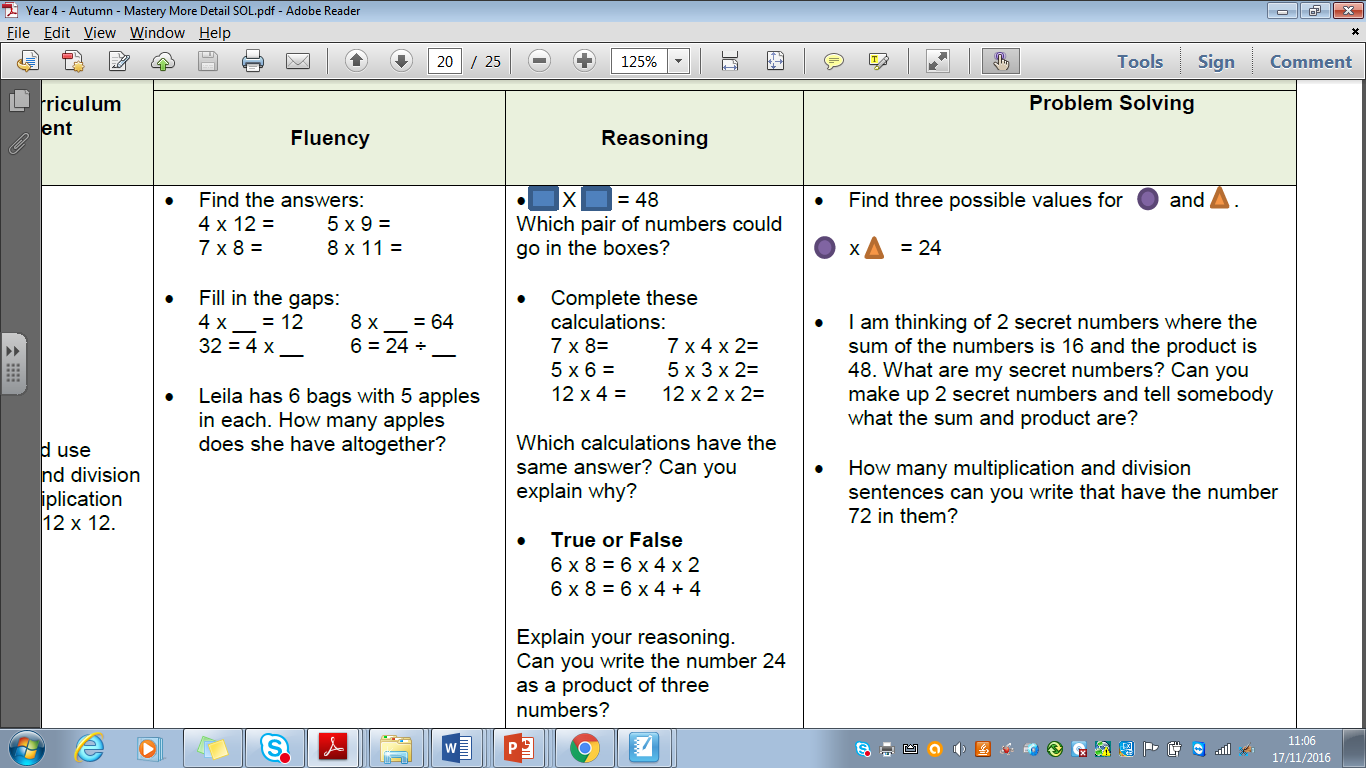 Year 4 - Autumn - Mastery More Detail SOL.pdf - Adobe Reader
File Edit View Window Help
20 / 25 125% Tools Sign Comment
rriculum
ent
Fluency
Reasoning
Problem Solving
d use
nd division
iplication
12 x 12.
• Find the answers:
4 x 12 = 5 x 9 =
7 x 8 = 8 x 11 =
• Fill in the gaps:
4 x __ = 12 8 x __ = 64
32 = 4 x __ 6 = 24 ÷ __
• Leila has 6 bags with 5 apples
in each. How many apples
does she have altogether?
• X = 48
Which pair of numbers could
go in the boxes?
• Complete these
calculations:
7 x 8= 7 x 4 x 2=
5 x 6 = 5 x 3 x 2=
12 x 4 = 12 x 2 x 2=
Which calculations have the
same answer? Can you
explain why?
• True or False
6 x 8 = 6 x 4 x 2
6 x 8 = 6 x 4 + 4
Explain your reasoning.
Can you write the number 24
as a product of three
numbers?
• Find three possible values for and .
x = 24
• I am thinking of 2 secret numbers where the
sum of the numbers is 16 and the product is
48. What are my secret numbers? Can you
make up 2 secret numbers and tell somebody
what the sum and product are?
• How many multiplication and division
sentences can you write that have the number
72 in them?
11:06
17/11/2016